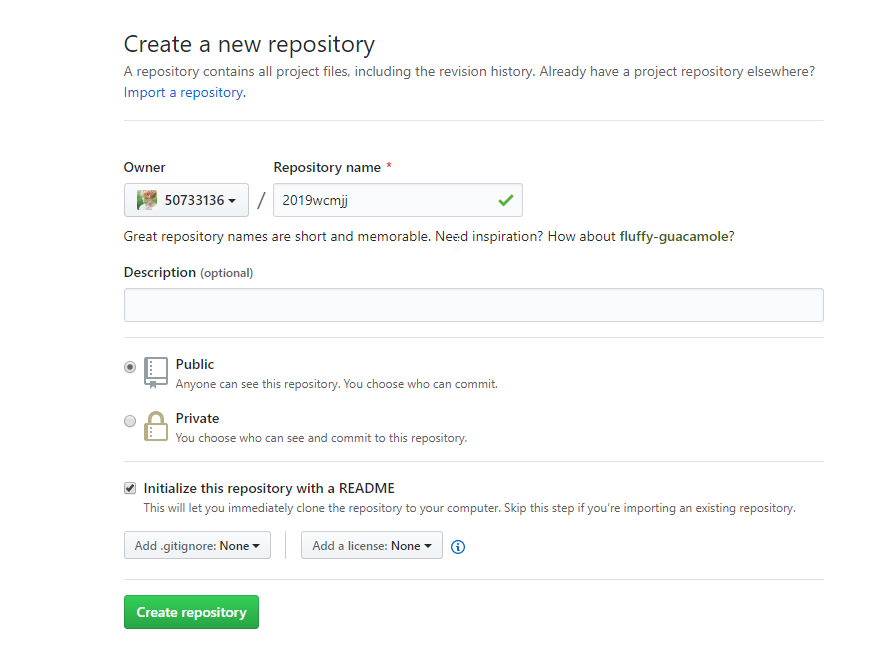 Create a new repository
A repository contains all project files, including the revision history. Already have a project repository elsewhere?
Import a repository.
Owner
Repository name *
50733136
/
2019wcmjj
Great repository names are short and memorable. Need inspiration? How about fluffy-guacamole?
Description (optional)
Public
Anyone can see this repository. You choose who can commit.
Private
You choose who can see and commit to this repository.
Initialize this repository with a README
This will let you immediately clone the repository to your computer. Skip this step if you’re importing an existing repository.
Add .gitignore: None
Add a license: None
Create repository